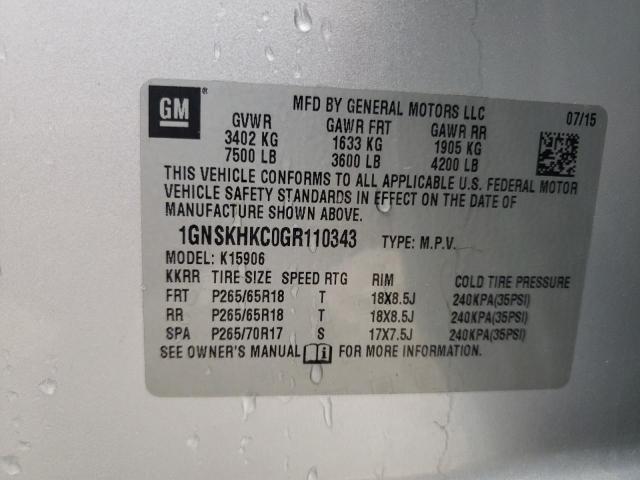 GM
MFD BY GENERAL MOTORS LLC 07/15
GVWR GAWR FRT GAWR RR
3402 KG 1633 KG 1905 KG
7500 LB 3600 LB 4200 LB
THIS VEHICLE CONFORMS TO ALL APPLICABLE U.S. FEDERAL MOTOR
VEHICLE SAFETY STANDARDS IN EFFECT ON THE DATE OF
MANUFACTURE SHOWN ABOVE.
1GNSKHKC0GR110343 TYPE: M.P.V.
MODEL: K15906
KKRR TIRE SIZE SPEED RTG RIM COLD TIRE PRESSURE
FRT P265/65R18 T 18X8.5J 240KPA(35PSI)
RR P265/65R18 T 18X8.5J 240KPA(35PSI)
SPA P265/70R17 S 17X7.5J 240KPA(35PSI)
SEE OWNER'S MANUAL FOR MORE INFORMATION.